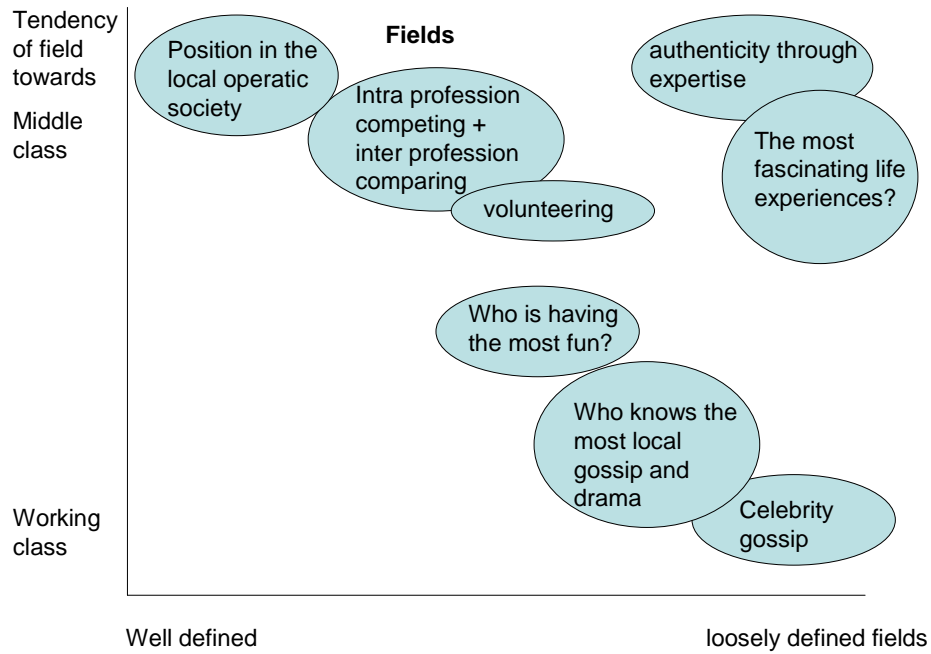 Tendency
of field
towards
Middle
class
Working
class
Fields
Position in the
local operatic
society
Intra profession
competing +
inter profession
comparing
volunteering
authenticity through
expertise
The most
fascinating life
experiences?
Who is having
the most fun?
Who knows the
most local
gossip and
drama
Celebrity
gossip
Well defined
loosely defined fields